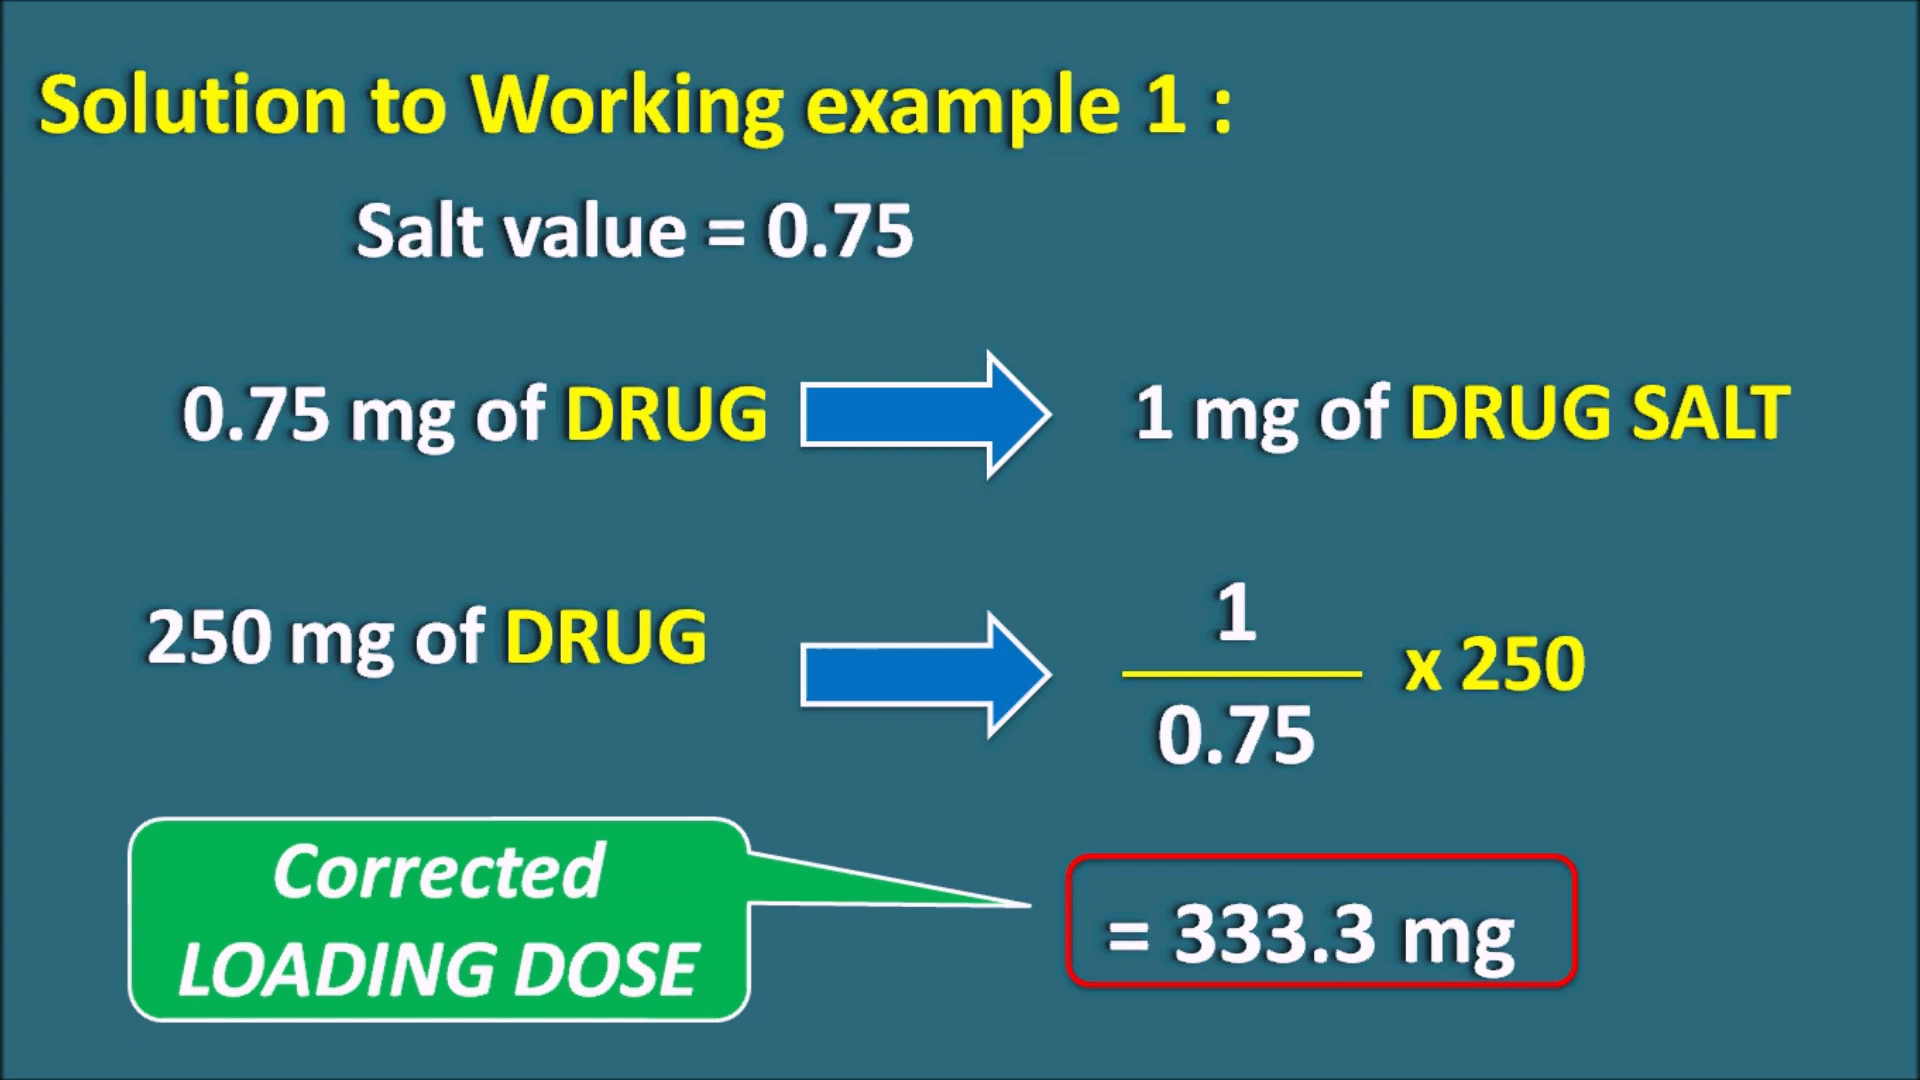 Solution to Working example 1 :
Salt value = 0.75
0.75 mg of DRUG
1 mg of DRUG SALT
250 mg of DRUG
1
0.75
x 250
Corrected
LOADING DOSE
= 333.3 mg